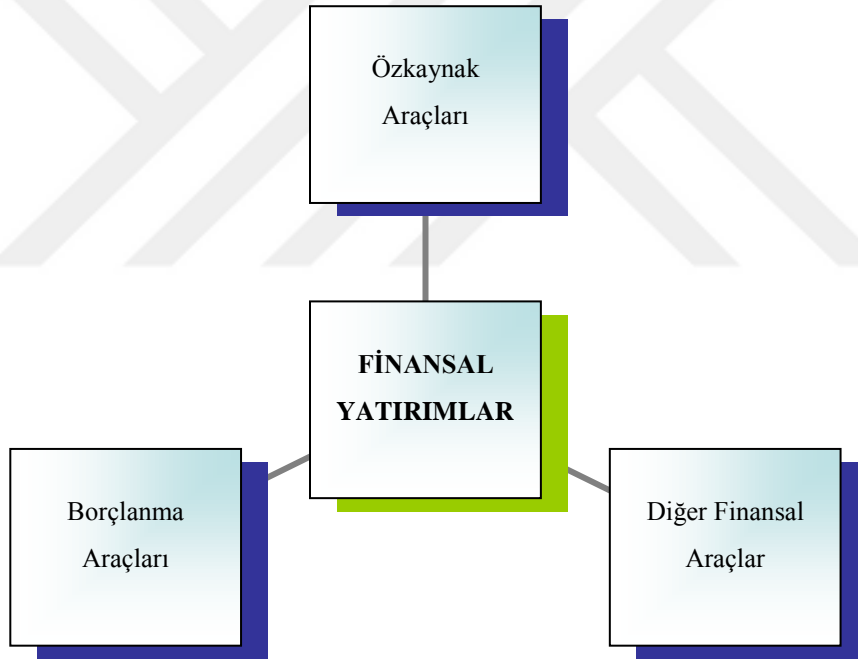 Özkaynak
Araçları
FİNANSAL
YATIRIMLAR
Borçlanma
Araçları
Diğer Finansal
Araçlar